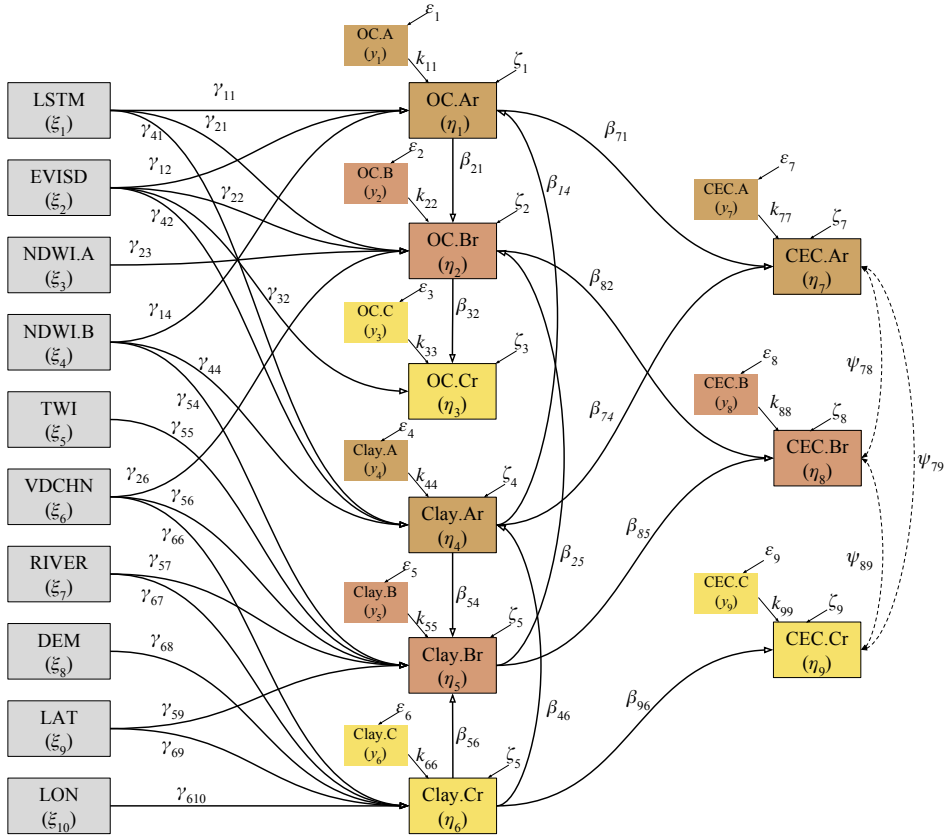 LSTM
(ξ1)
EVISD
(ξ2)
NDWI.A
(ξ3)
NDWI.B
(ξ4)
TWI
(ξ5)
VDCHN
(ξ6)
RIVER
(ξ7)
DEM
(ξ8)
LAT
(ξ9)
LON
(ξ10)
γ11
γ21
γ41
γ12
γ22
γ42
γ23
γ32
γ14
γ44
γ54
γ55
γ26
γ56
γ66
γ57
γ67
γ68
γ59
γ69
γ610
OC.A
(y1)
ε1
k11
ζ1
OC.Ar
(η1)
β21
OC.B
(y2)
ε2
k22
ζ2
OC.Br
(η2)
β32
OC.C
(y3)
ε3
k33
ζ3
OC.Cr
(η3)
Clay.A
(y4)
ε4
k44
ζ4
Clay.Ar
(η4)
β54
Clay.B
(y5)
ε5
k55
ζ5
Clay.Br
(η5)
β56
Clay.C
(y6)
ε6
k66
ζ5
Clay.Cr
(η6)
β71
β14
β82
β74
β25
β85
β46
β96
CEC.A
(y7)
ε7
k77
ζ7
CEC.Ar
(η7)
CEC.B
(y8)
ε8
k88
ζ8
CEC.Br
(η8)
CEC.C
(y9)
ε9
k99
ζ9
CEC.Cr
(η9)
ψ78
ψ79
ψ89